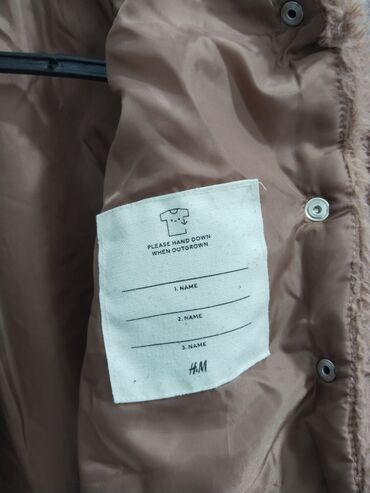 PLEASE HAND DOWN
WHEN OUTGROWN
1. NAME
2. NAME
3. NAME
H&M